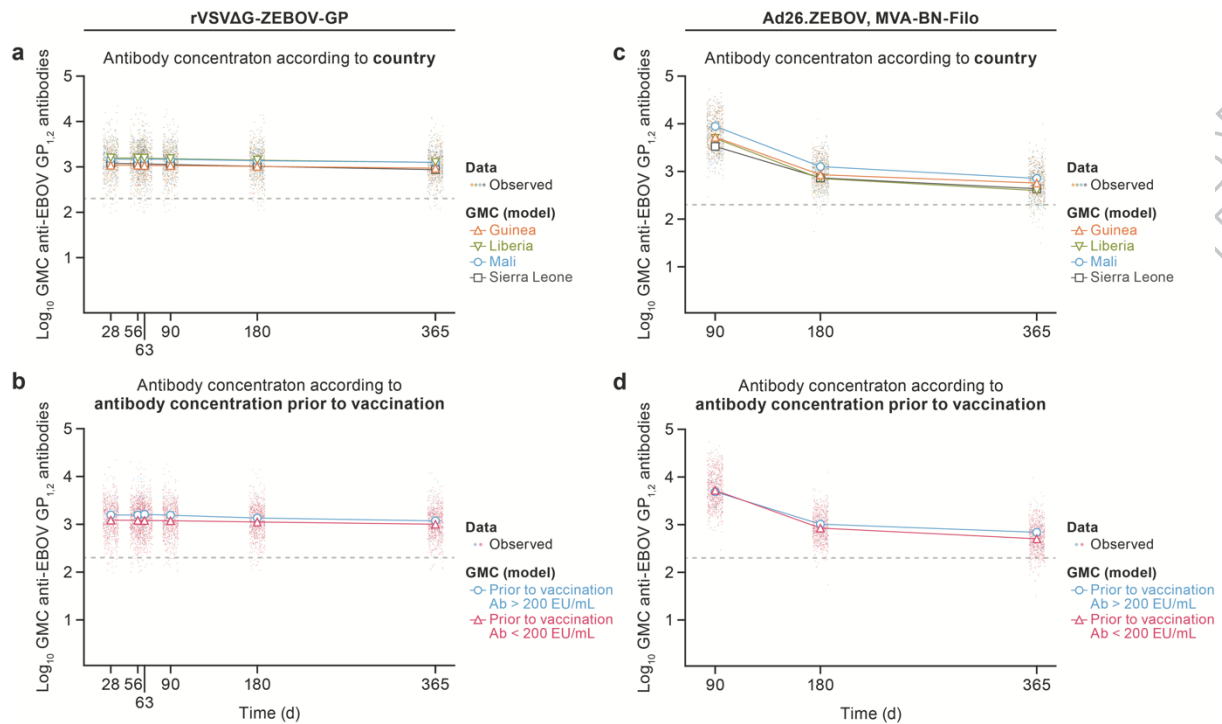 rVSVΔG-ZEBOV-GP
a
Antibody concentraton according to country
Log₁₀ GMC anti-EBOV GP₁,₂ antibodies
5
4
3
2
1
28 56 63 90 180 365
Data
Observed
GMC (model)
Guinea
Liberia
Mali
Sierra Leone
b
Antibody concentraton according to
antibody concentration prior to vaccination
Log₁₀ GMC anti-EBOV GP₁,₂ antibodies
5
4
3
2
1
28 56 63 90 180 365
Time (d)
Data
Observed
GMC (model)
Prior to vaccination
Ab > 200 EU/mL
Prior to vaccination
Ab < 200 EU/mL
Ad26.ZEBOV, MVA-BN-Filo
c
Antibody concentraton according to country
Log₁₀ GMC anti-EBOV GP₁,₂ antibodies
5
4
3
2
1
90 180 365
Data
Observed
GMC (model)
Guinea
Liberia
Mali
Sierra Leone
d
Antibody concentraton according to
antibody concentration prior to vaccination
Log₁₀ GMC anti-EBOV GP₁,₂ antibodies
5
4
3
2
1
90 180 365
Time (d)
Data
Observed
GMC (model)
Prior to vaccination
Ab > 200 EU/mL
Prior to vaccination
Ab < 200 EU/mL